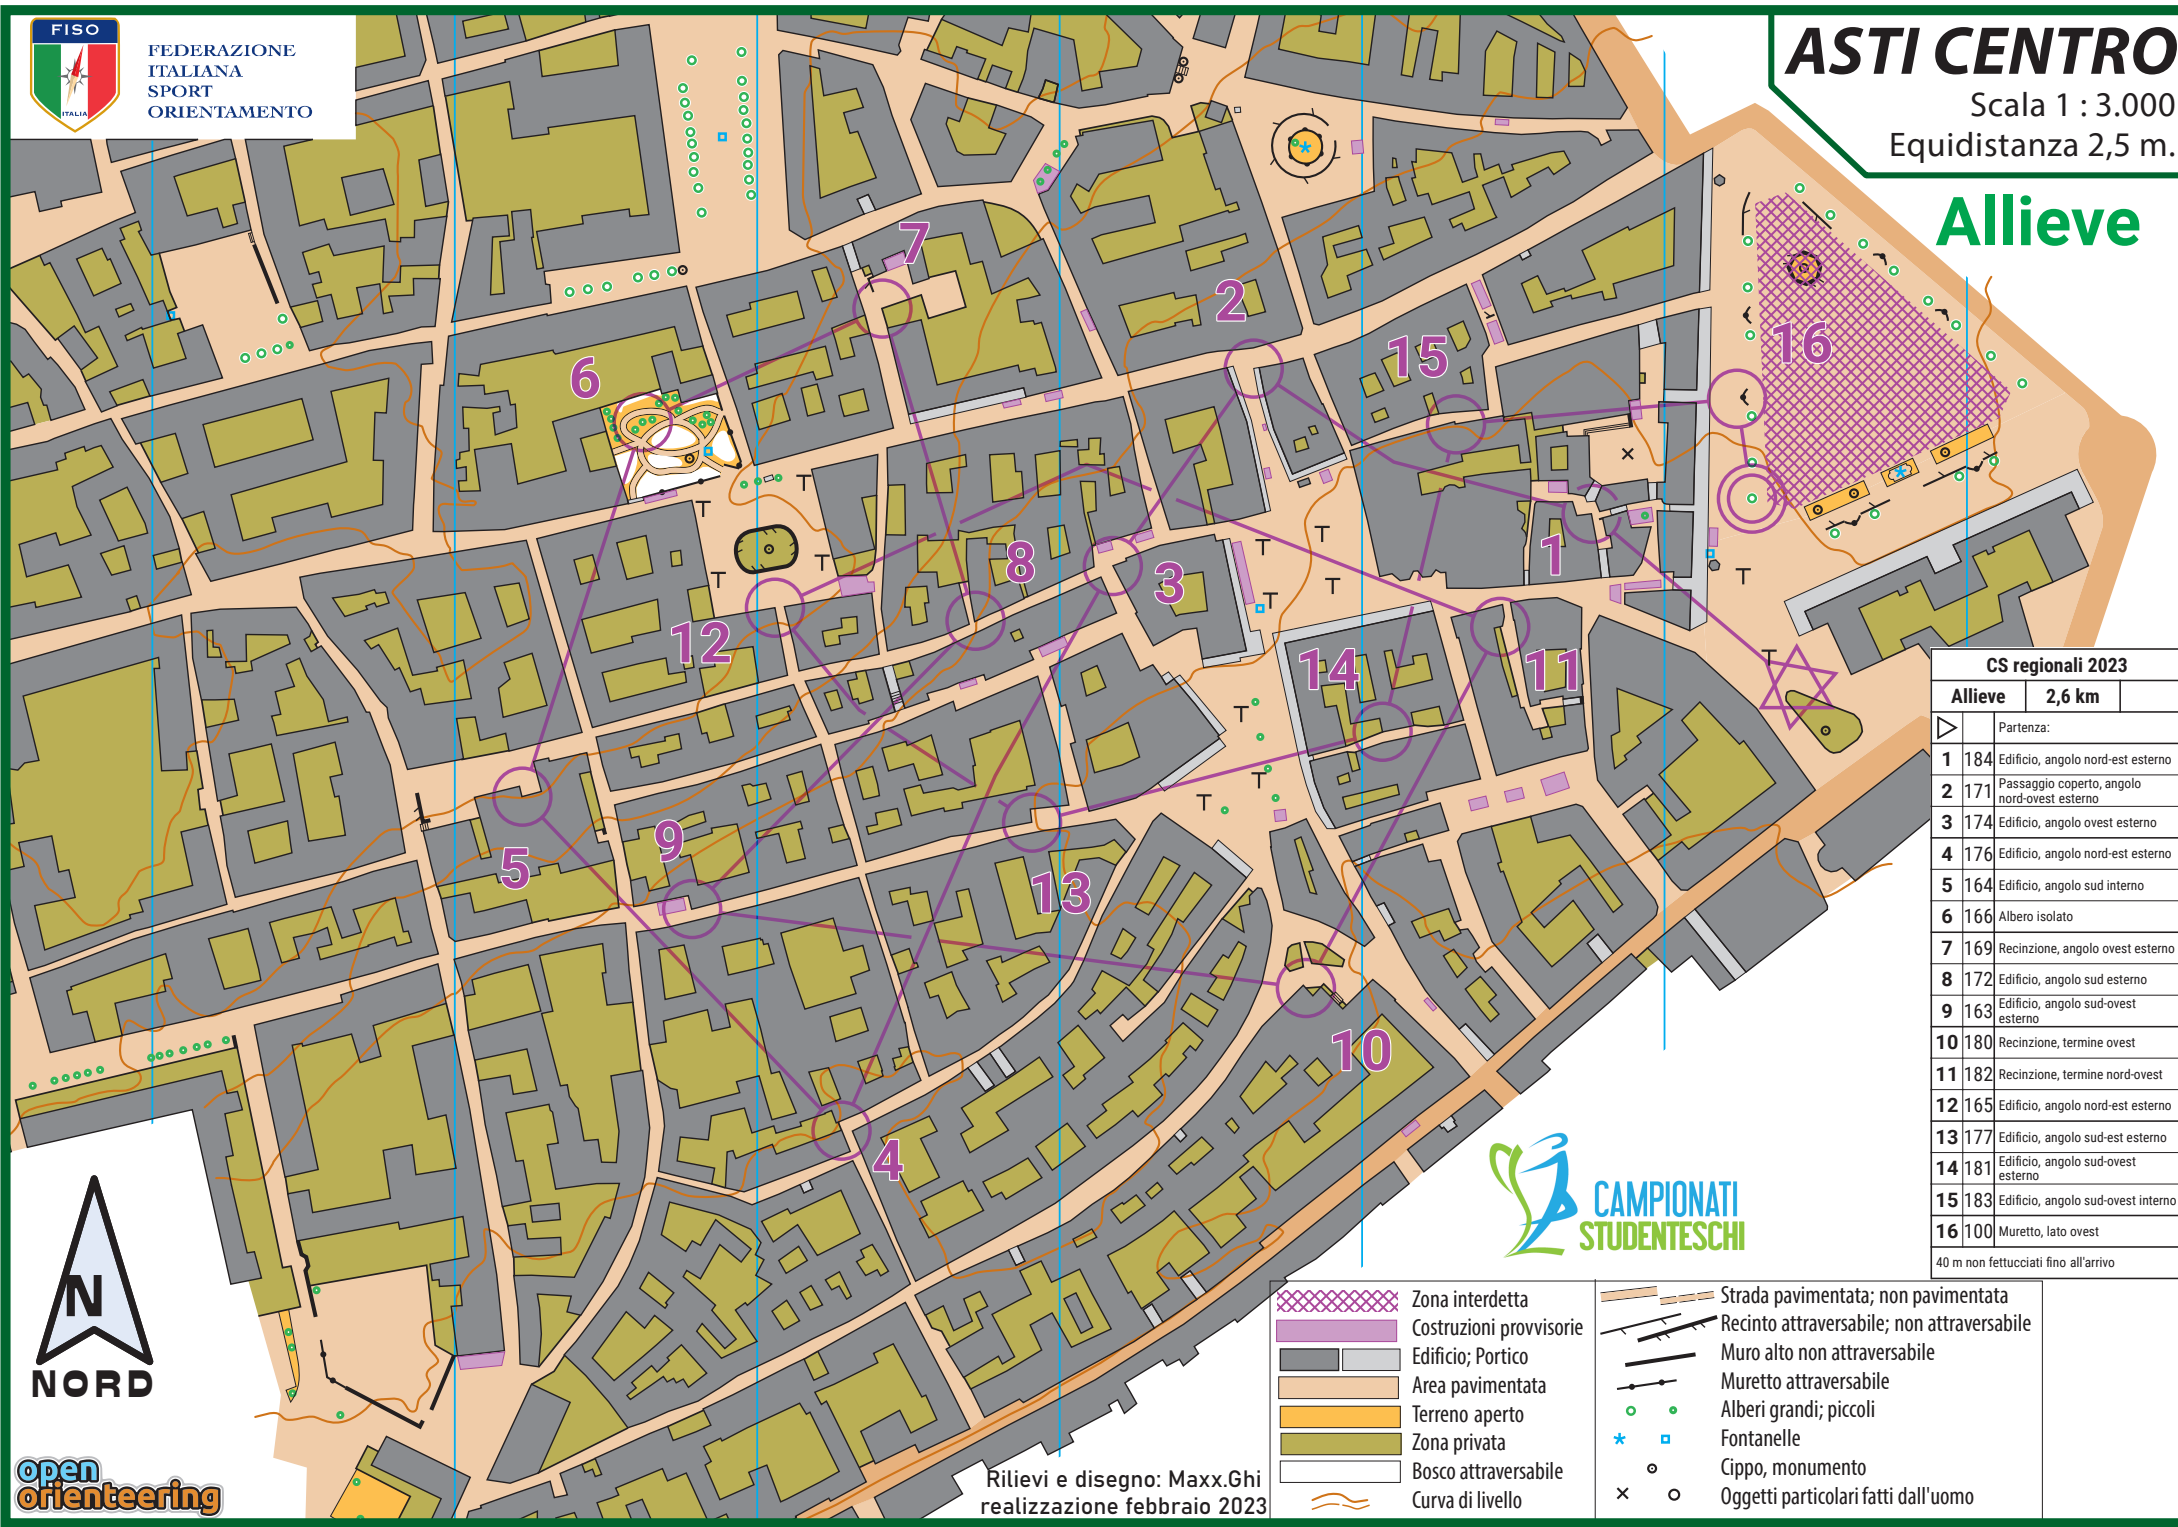 FISO
ITALIA
FEDERAZIONE
ITALIANA
SPORT
ORIENTAMENTO
ASTI CENTRO
Scala 1 : 3.000
Equidistanza 2,5 m.
Allieve
7
2
15
16
6
8
3
1
12
14
11
5
9
13
10
4
CS regionali 2023
Allieve 2,6 km
Partenza:
1 184 Edificio, angolo nord-est esterno
2 171 Passaggio coperto, angolo
nord-ovest esterno
3 174 Edificio, angolo ovest esterno
4 176 Edificio, angolo nord-est esterno
5 164 Edificio, angolo sud interno
6 166 Albero isolato
7 169 Recinzione, angolo ovest esterno
8 172 Edificio, angolo sud esterno
9 163 Edificio, angolo sud-ovest
esterno
10 180 Recinzione, termine ovest
11 182 Recinzione, termine nord-ovest
12 165 Edificio, angolo nord-est esterno
13 177 Edificio, angolo sud-est esterno
14 181 Edificio, angolo sud-ovest
esterno
15 183 Edificio, angolo sud-ovest interno
16 100 Muretto, lato ovest
40 m non fettucciati fino all'arrivo
CAMPIONATI
STUDENTESCHI
N
NORD
open
orienteering
Rilievi e disegno: Maxx.Ghi
realizzazione febbraio 2023
Zona interdetta
Costruzioni provvisorie
Edificio; Portico
Area pavimentata
Terreno aperto
Zona privata
Bosco attraversabile
Curva di livello
Strada pavimentata; non pavimentata
Recinto attraversabile; non attraversabile
Muro alto non attraversabile
Muretto attraversabile
Alberi grandi; piccoli
Fontanelle
Cippo, monumento
Oggetti particolari fatti dall'uomo